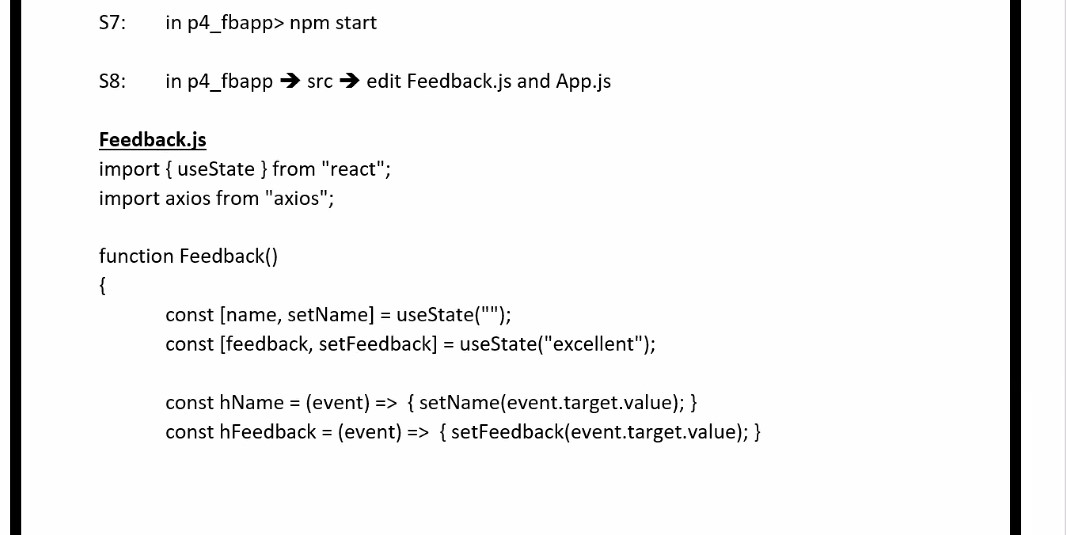 S7: in p4_fbapp> npm start
S8: in p4_fbapp ➔ src ➔ edit Feedback.js and App.js
Feedback.js
import { useState } from "react";
import axios from "axios";
function Feedback()
{
const [name, setName] = useState("");
const [feedback, setFeedback] = useState("excellent");
const hName = (event) => { setName(event.target.value); }
const hFeedback = (event) => { setFeedback(event.target.value); }